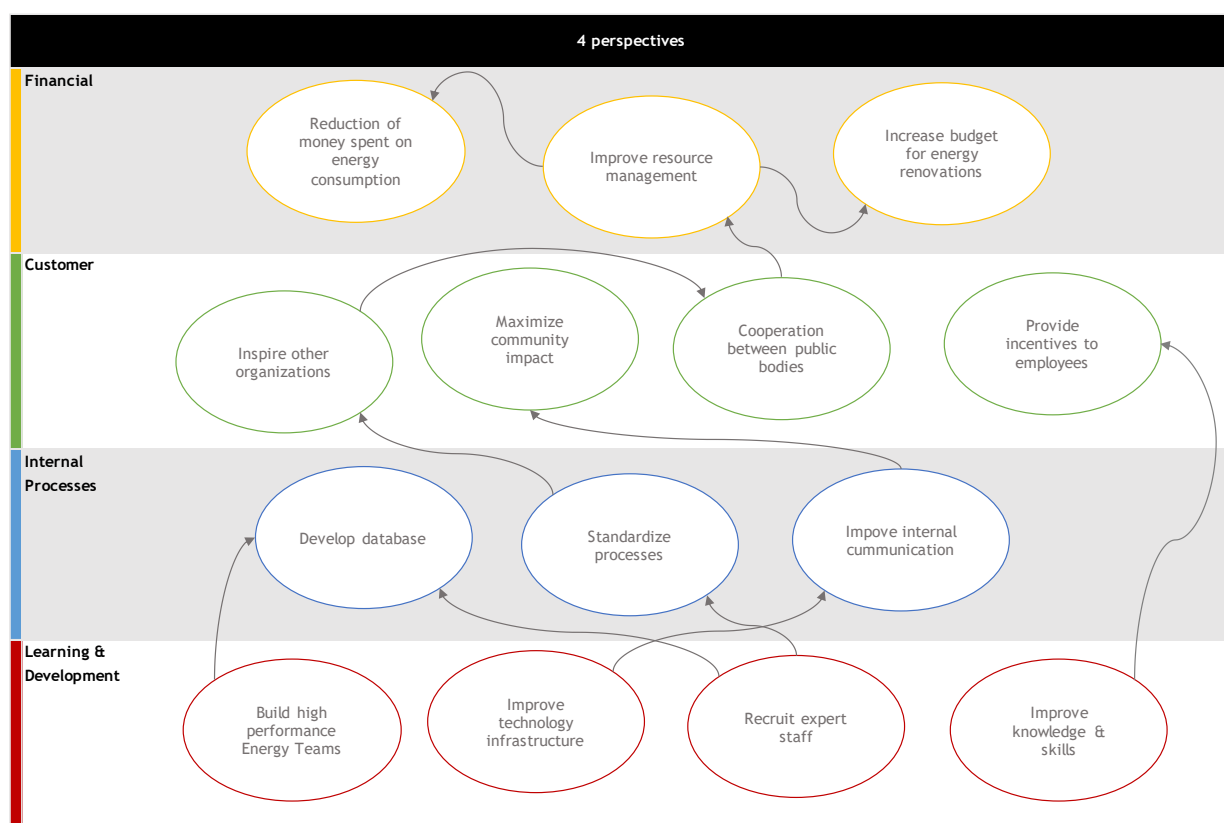 4 perspectives
Financial
Reduction of
money spent on
energy
consumption
Improve resource
management
Increase budget
for energy
renovations
Customer
Inspire other
organizations
Maximize
community
impact
Cooperation
between public
bodies
Provide
incentives to
employees
Internal
Processes
Develop database
Standardize
processes
Impove internal
cummunication
Learning &
Development
Build high
performance
Energy Teams
Improve
technology
infrastructure
Recruit expert
staff
Improve
knowledge &
skills